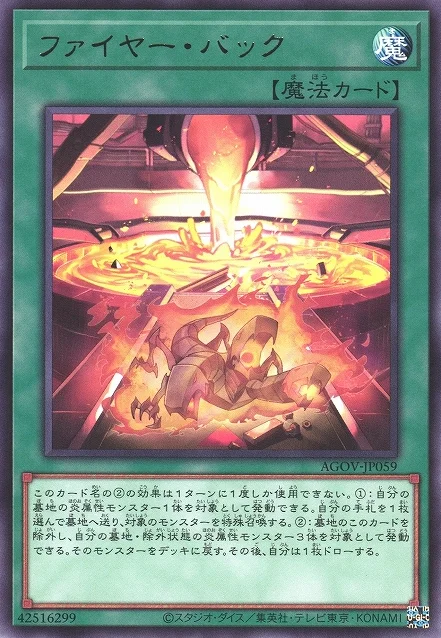 ファイヤー・バック
魔
【魔法カード】
AGOV-JP059
このカード名の②の効果は1ターンに1度しか使用できない。①：自分の
墓地の炎属性モンスター1体を対象として発動できる。自分の手札を1枚
選んで墓地へ送り、対象のモンスターを特殊召喚する。②：墓地のこのカードを
除外し、自分の墓地・除外状態の炎属性モンスター3体を対象として発動
できる。そのモンスターをデッキに戻す。その後、自分は1枚ドローする。
42516299
©スタジオ・ダイス／集英社・テレビ東京・KONAMI